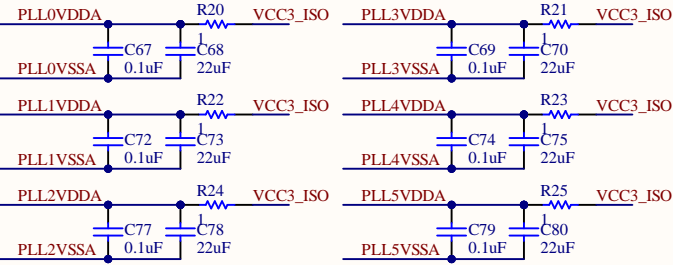 PLL0VDDA R20 VCC3_ISO
1
C67 C68
0.1uF 22uF
PLL0VSSA
PLL3VDDA R21 VCC3_ISO
1
C69 C70
0.1uF 22uF
PLL3VSSA
PLL1VDDA R22 VCC3_ISO
1
C72 C73
0.1uF 22uF
PLL1VSSA
PLL4VDDA R23 VCC3_ISO
1
C74 C75
0.1uF 22uF
PLL4VSSA
PLL2VDDA R24 VCC3_ISO
1
C77 C78
0.1uF 22uF
PLL2VSSA
PLL5VDDA R25 VCC3_ISO
1
C79 C80
0.1uF 22uF
PLL5VSSA